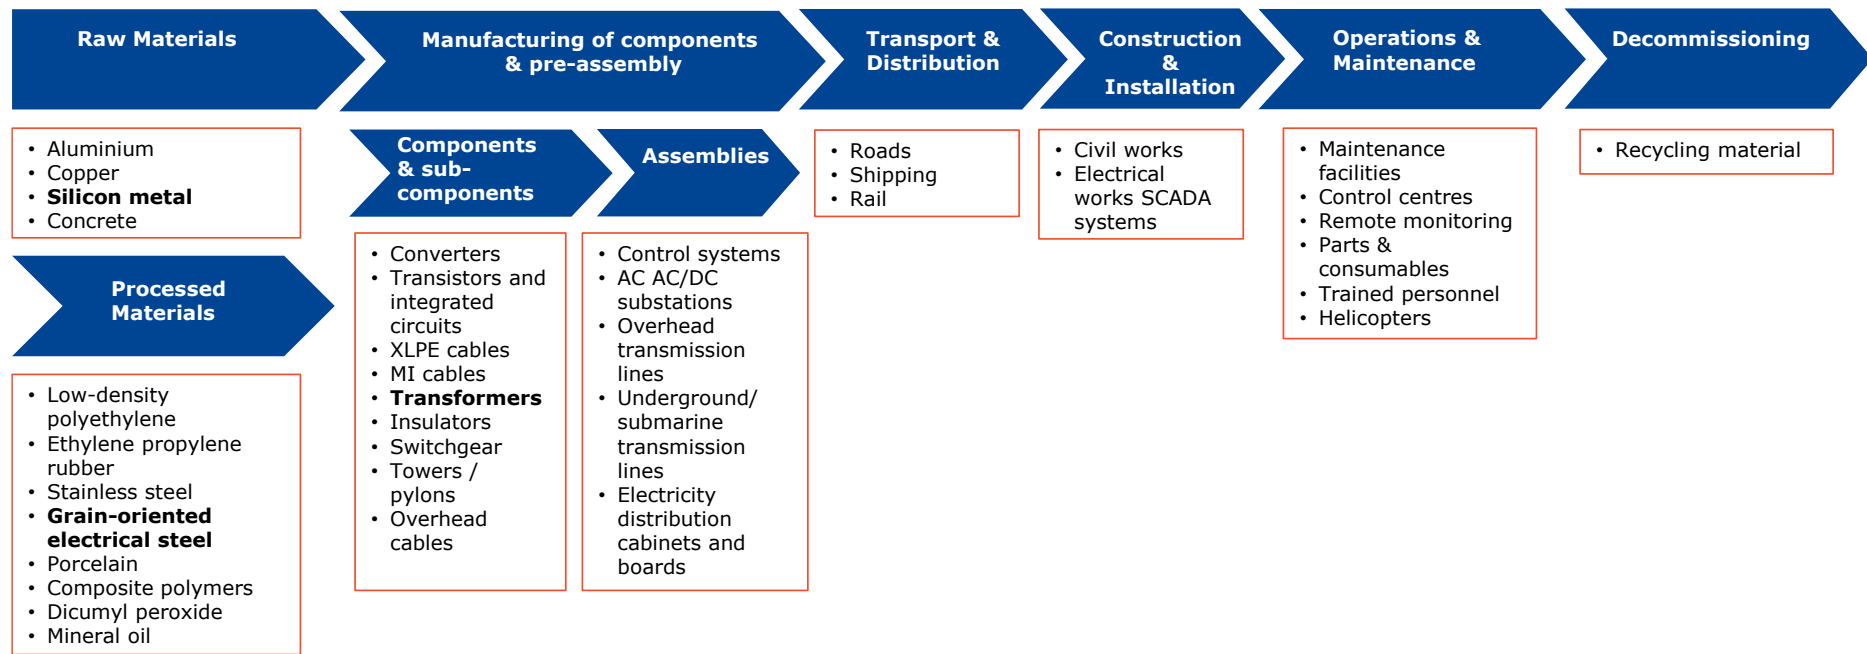 Raw Materials
Manufacturing of components
& pre-assembly
Transport &
Distribution
Construction
&
Installation
Operations &
Maintenance
Decommissioning
• Aluminium
• Copper
• Silicon metal
• Concrete
Processed
Materials
• Low-density
polyethylene
• Ethylene propylene
rubber
• Stainless steel
• Grain-oriented
electrical steel
• Porcelain
• Composite polymers
• Dicumyl peroxide
• Mineral oil
Components
& sub-
components
• Converters
• Transistors and
integrated
circuits
• XLPE cables
• MI cables
• Transformers
• Insulators
• Switchgear
• Towers /
pylons
• Overhead
cables
Assemblies
• Control systems
• AC AC/DC
substations
• Overhead
transmission
lines
• Underground/
submarine
transmission
lines
• Electricity
distribution
cabinets and
boards
• Roads
• Shipping
• Rail
• Civil works
• Electrical
works SCADA
systems
• Maintenance
facilities
• Control centres
• Remote monitoring
• Parts &
consumables
• Trained personnel
• Helicopters
• Recycling material